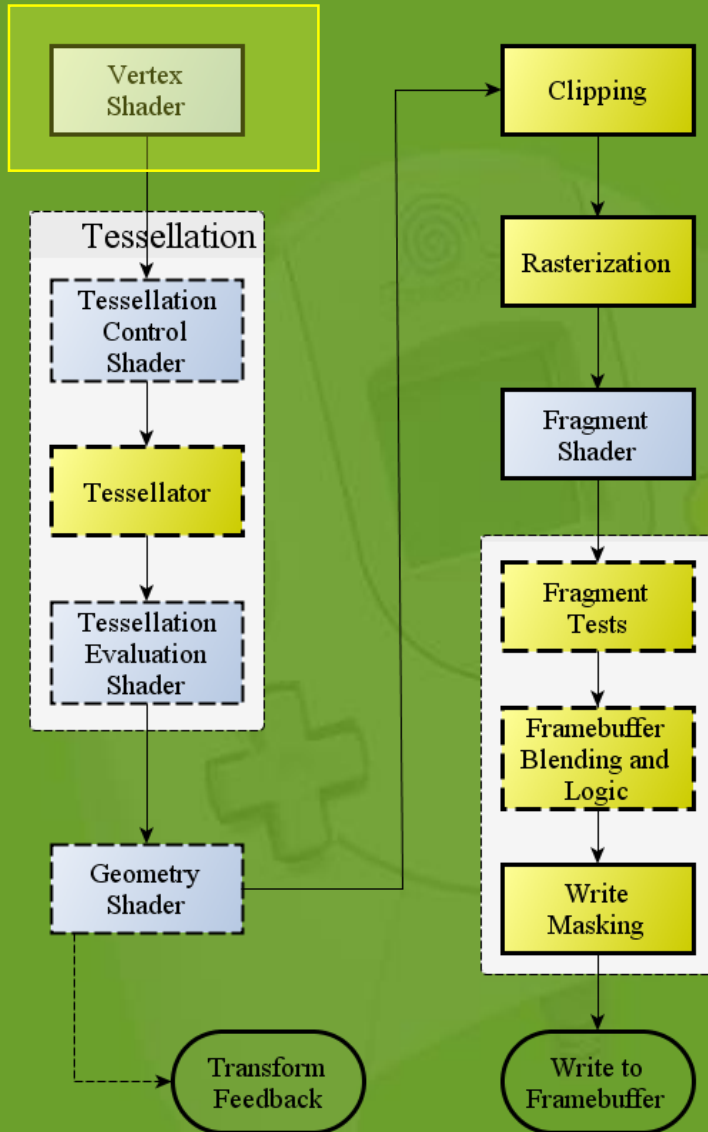 Vertex
Shader
Tessellation
Tessellation
Control
Shader
Tessellator
Tessellation
Evaluation
Shader
Geometry
Shader
Transform
Feedback
Clipping
Rasterization
Fragment
Shader
Fragment
Tests
Framebuffer
Blending and
Logic
Write
Masking
Write to
Framebuffer